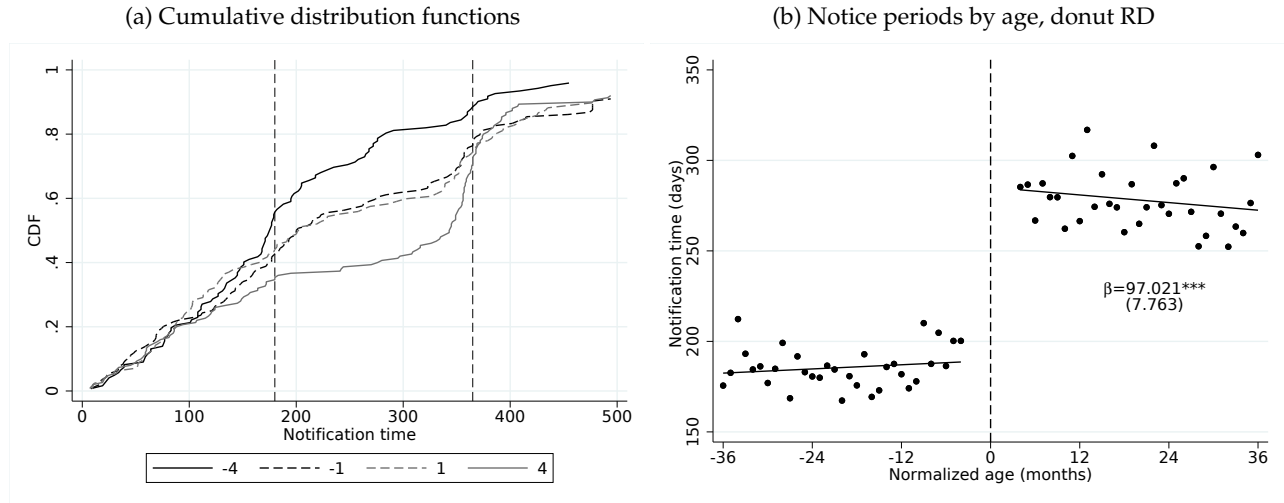 (a) Cumulative distribution functions
CDF
1
.8
.6
.4
.2
0
0 100 200 300 400 500
Notification time
-4 -1 1 4
(b) Notice periods by age, donut RD
Notification time (days)
350
300
250
200
150
β=97.021***
(7.763)
-36 -24 -12 0 12 24 36
Normalized age (months)